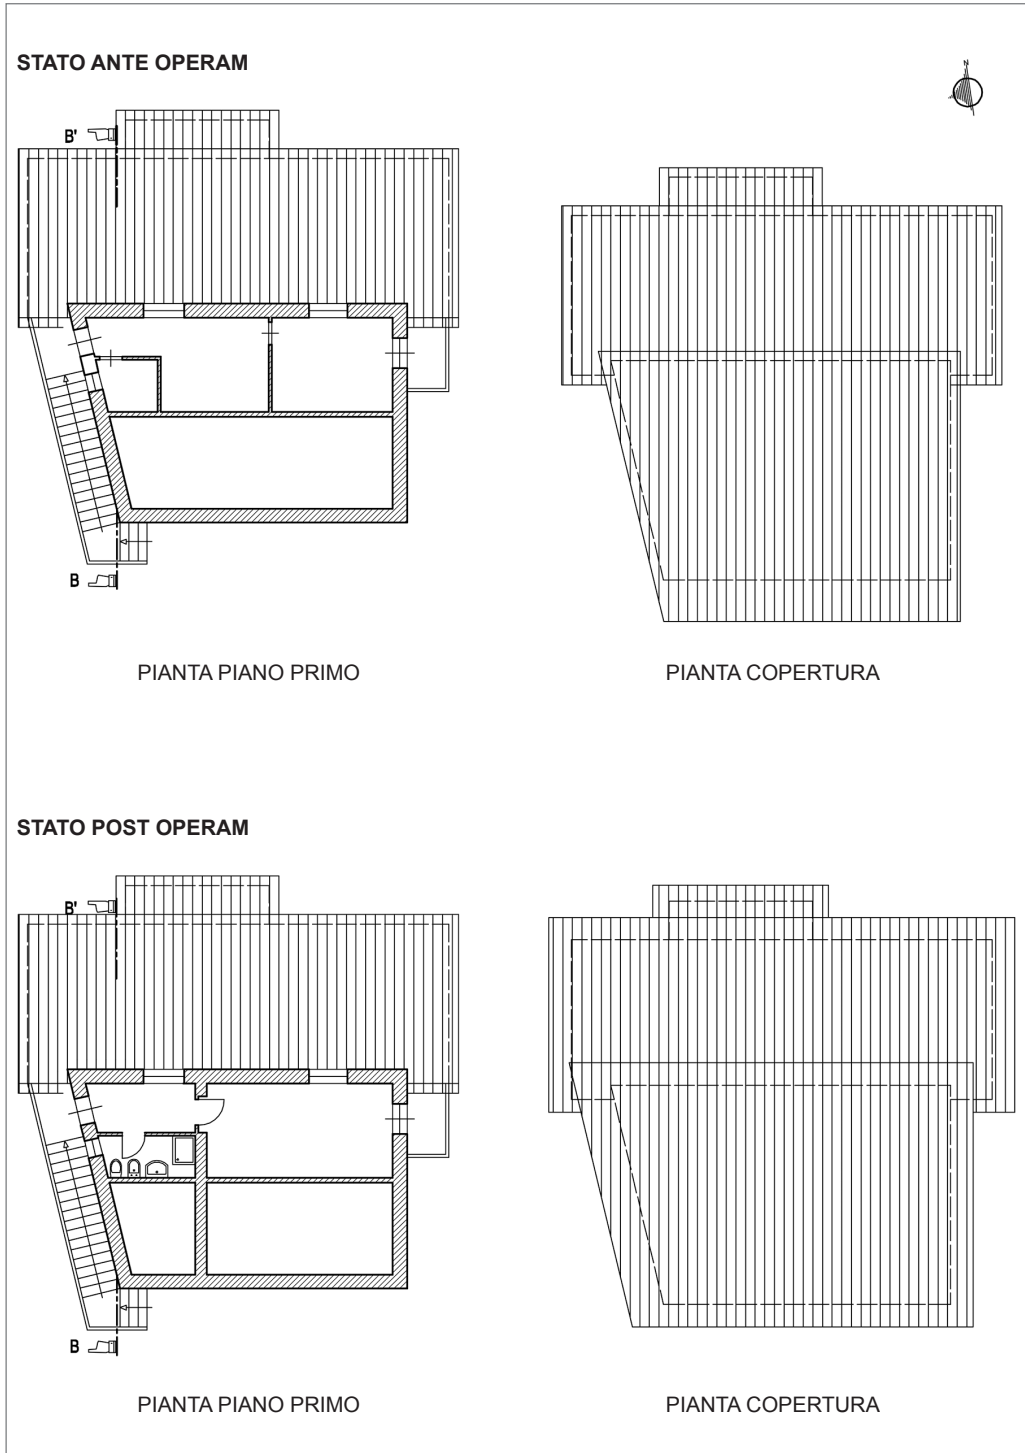 STATO ANTE OPERAM
N
B'
B
PIANTA PIANO PRIMO
PIANTA COPERTURA
STATO POST OPERAM
B'
B
PIANTA PIANO PRIMO
PIANTA COPERTURA